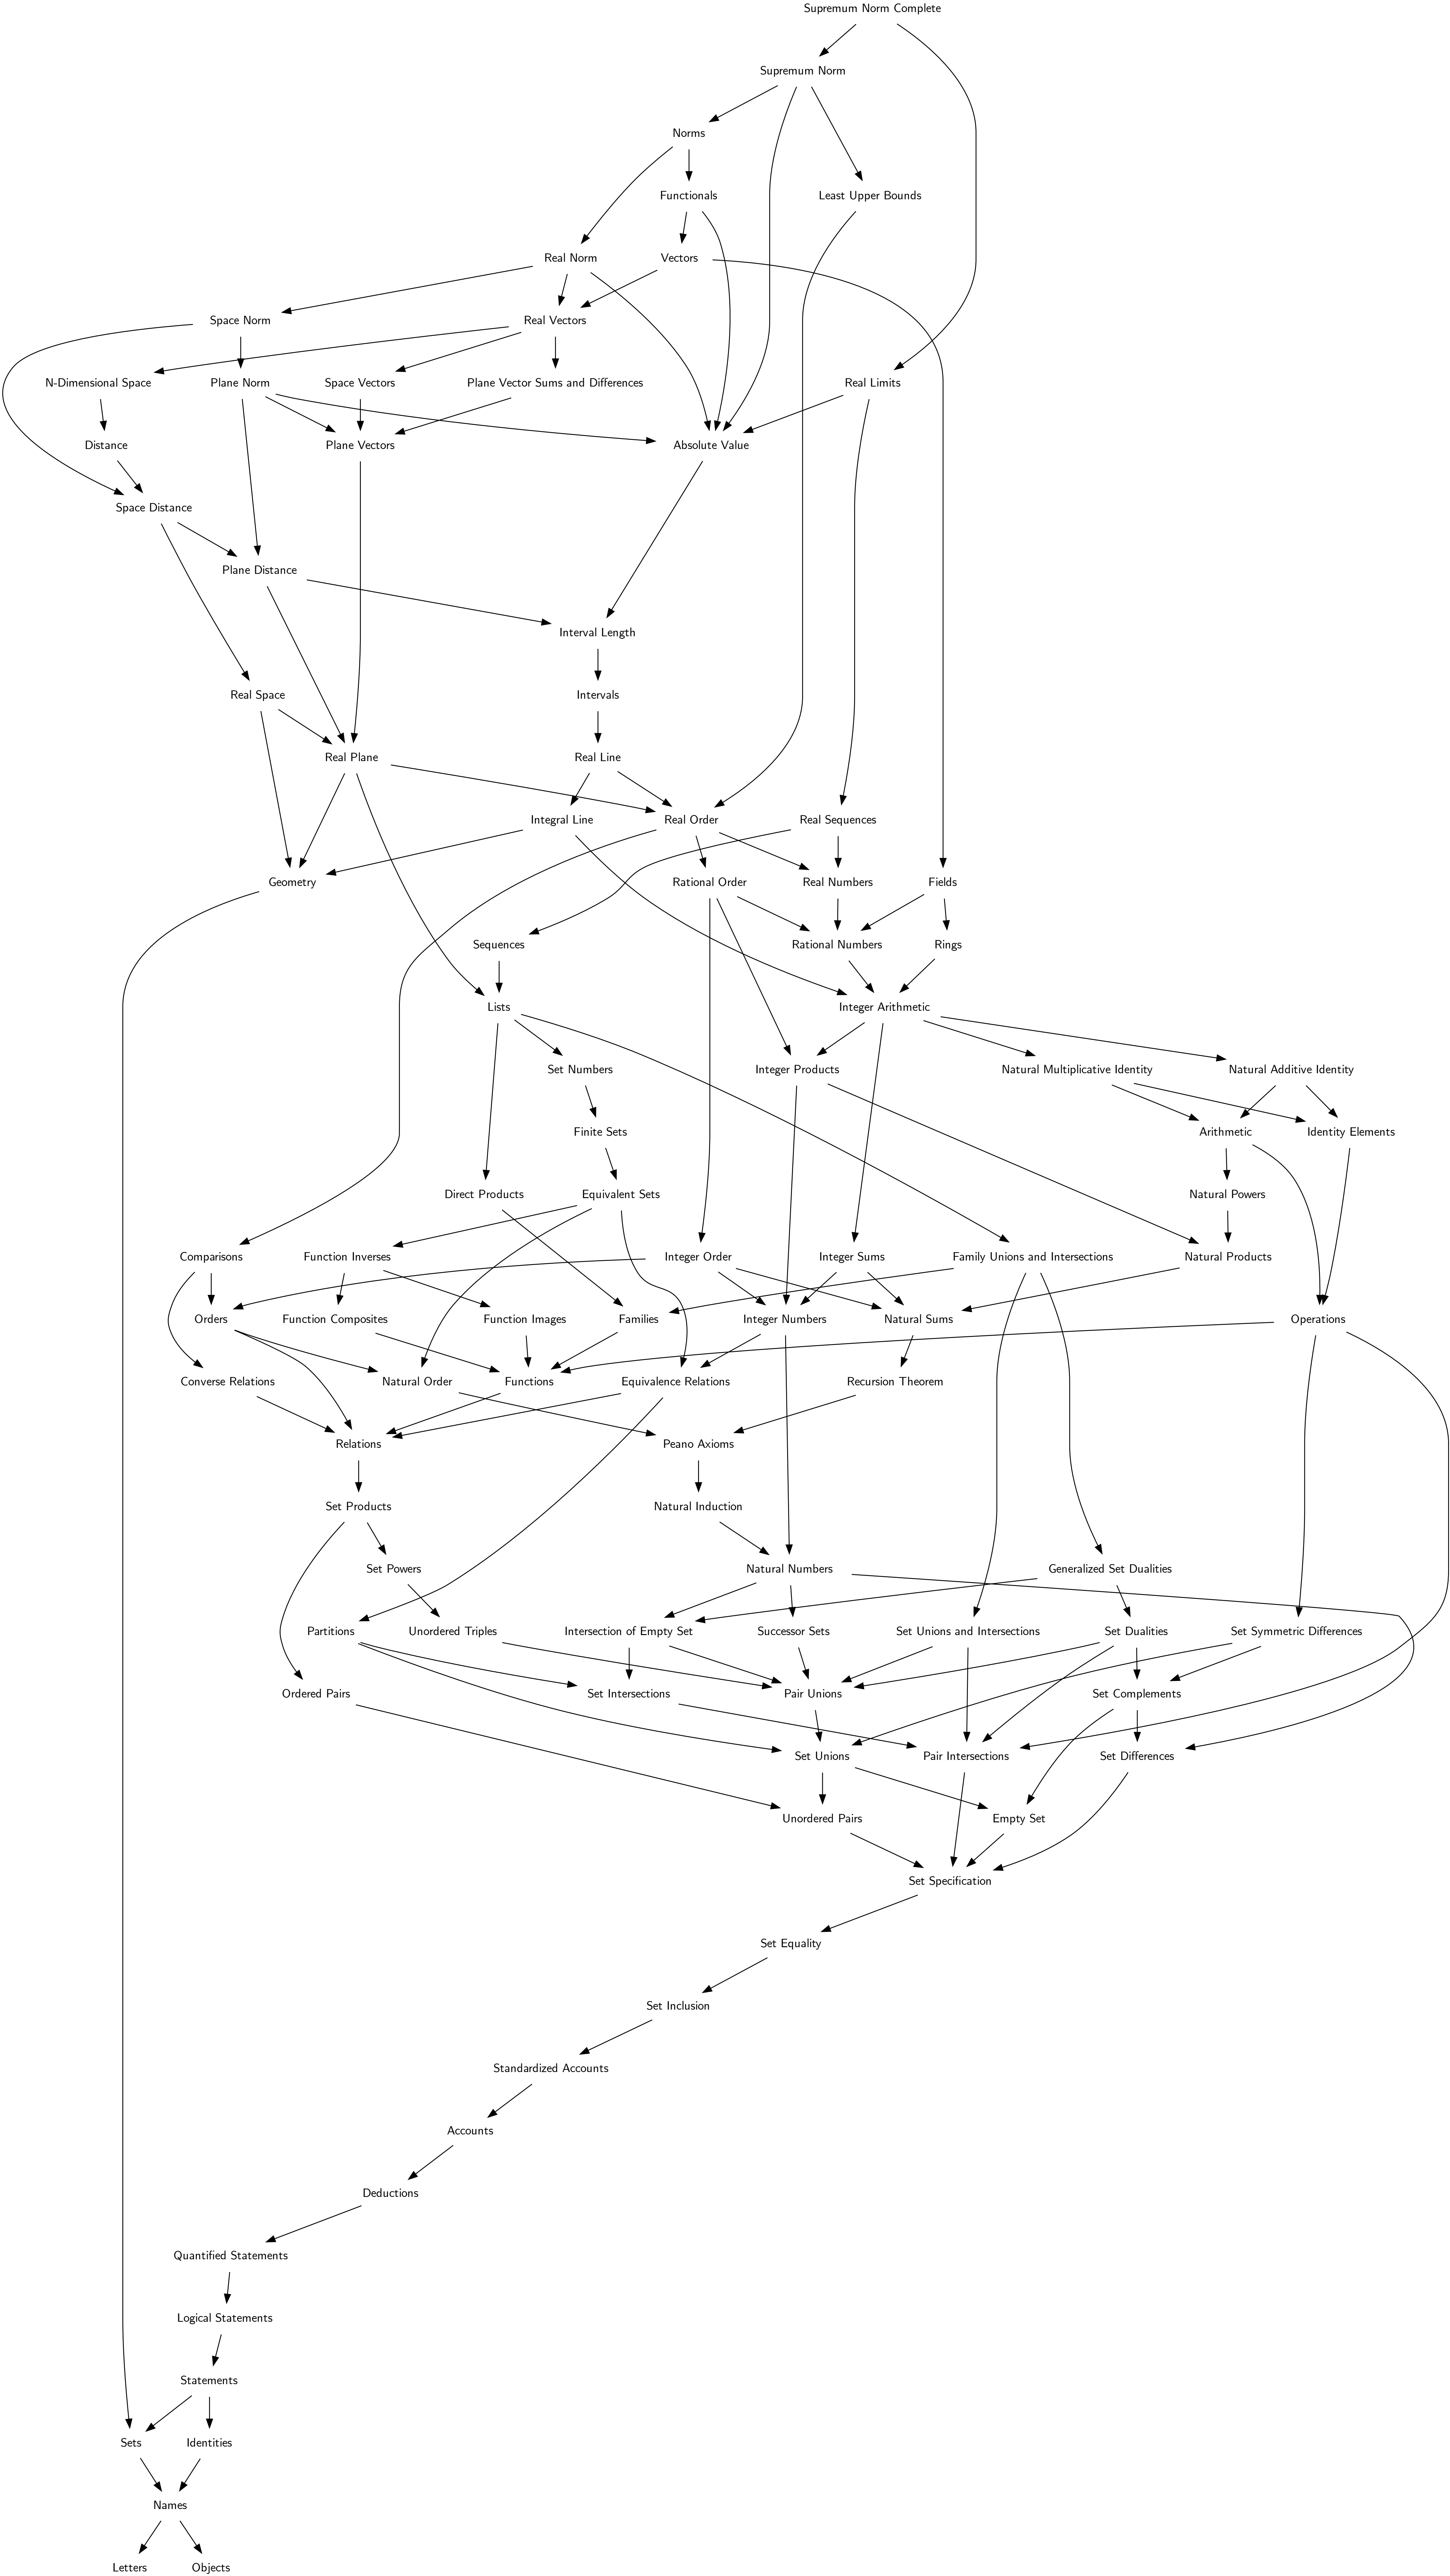 Supremum Norm Complete
Supremum Norm
Norms
Functionals
Least Upper Bounds
Real Norm
Vectors
Space Norm
Real Vectors
N-Dimensional Space
Plane Norm
Space Vectors
Plane Vector Sums and Differences
Real Limits
Distance
Plane Vectors
Absolute Value
Space Distance
Plane Distance
Interval Length
Real Space
Intervals
Real Plane
Real Line
Integral Line
Real Order
Real Sequences
Geometry
Rational Order
Real Numbers
Fields
Sequences
Rational Numbers
Rings
Lists
Integer Arithmetic
Set Numbers
Integer Products
Natural Multiplicative Identity
Natural Additive Identity
Finite Sets
Arithmetic
Identity Elements
Direct Products
Equivalent Sets
Natural Powers
Comparisons
Function Inverses
Integer Order
Integer Sums
Family Unions and Intersections
Natural Products
Orders
Function Composites
Function Images
Families
Integer Numbers
Natural Sums
Operations
Converse Relations
Natural Order
Functions
Equivalence Relations
Recursion Theorem
Relations
Peano Axioms
Set Products
Natural Induction
Set Powers
Natural Numbers
Generalized Set Dualities
Partitions
Unordered Triples
Intersection of Empty Set
Successor Sets
Set Unions and Intersections
Set Dualities
Set Symmetric Differences
Ordered Pairs
Set Intersections
Pair Unions
Set Complements
Set Unions
Pair Intersections
Set Differences
Unordered Pairs
Empty Set
Set Specification
Set Equality
Set Inclusion
Standardized Accounts
Accounts
Deductions
Quantified Statements
Logical Statements
Statements
Sets
Identities
Names
Letters
Objects